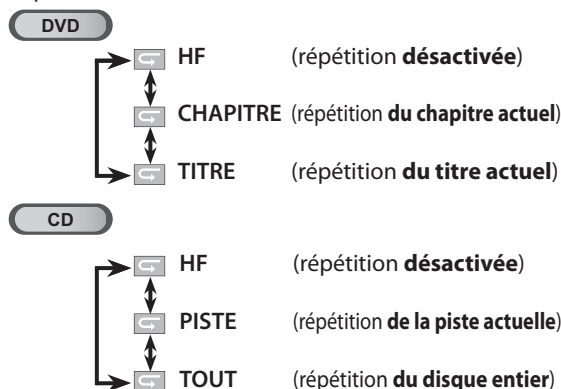 DVD
HF (répétition désactivée)
CHAPITRE (répétition du chapitre actuel)
TITRE (répétition du titre actuel)
CD
HF (répétition désactivée)
PISTE (répétition de la piste actuelle)
TOUT (répétition du disque entier)